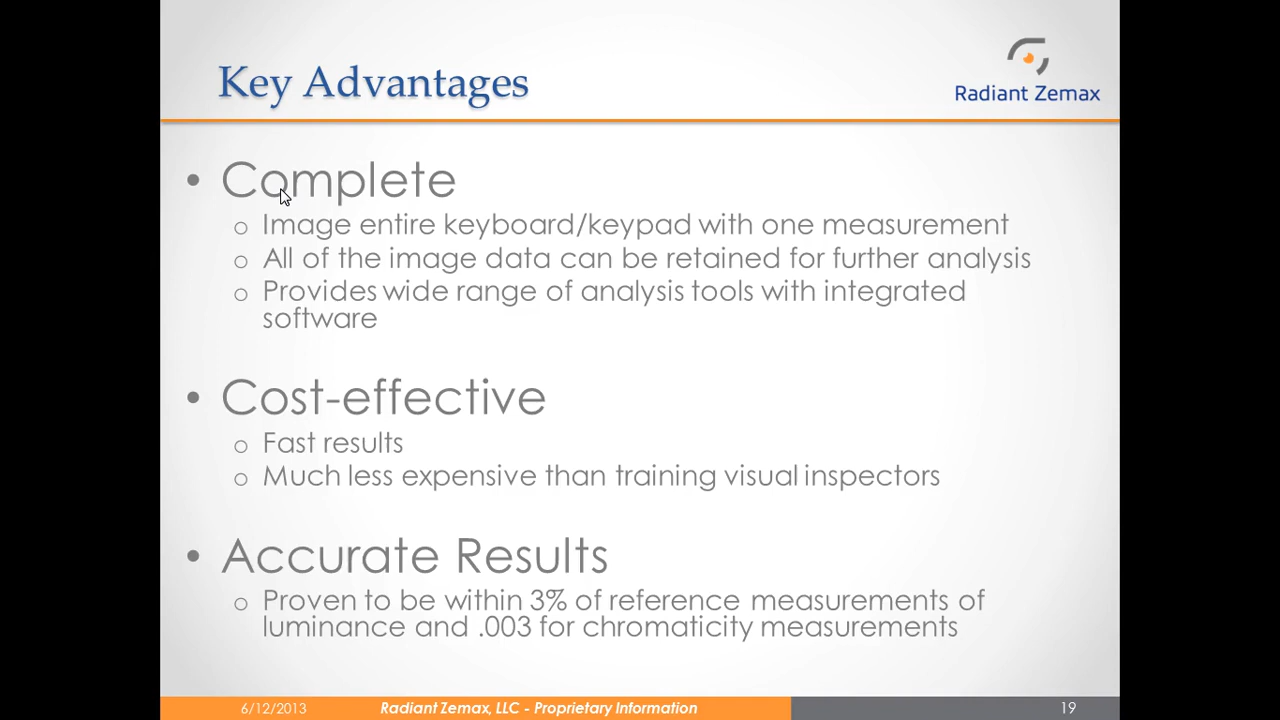 Key Advantages
Radiant Zemax
• Complete
o Image entire keyboard/keypad with one measurement
o All of the image data can be retained for further analysis
o Provides wide range of analysis tools with integrated
software
• Cost-effective
o Fast results
o Much less expensive than training visual inspectors
• Accurate Results
o Proven to be within 3% of reference measurements of
luminance and .003 for chromaticity measurements
6/12/2013
Radiant Zemax, LLC - Proprietary Information
19